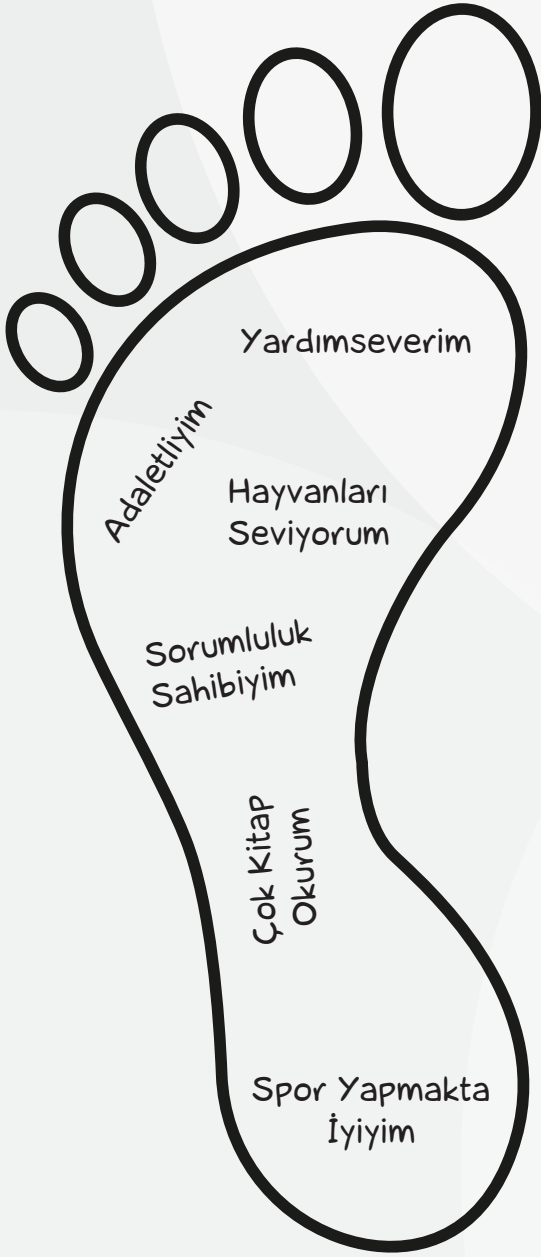 Yardımseverim
Adaletliyim
Hayvanları
Seviyorum
Sorumluluk
Sahibiyim
Çok Kitap
Okurum
Spor Yapmakta
İyiyim